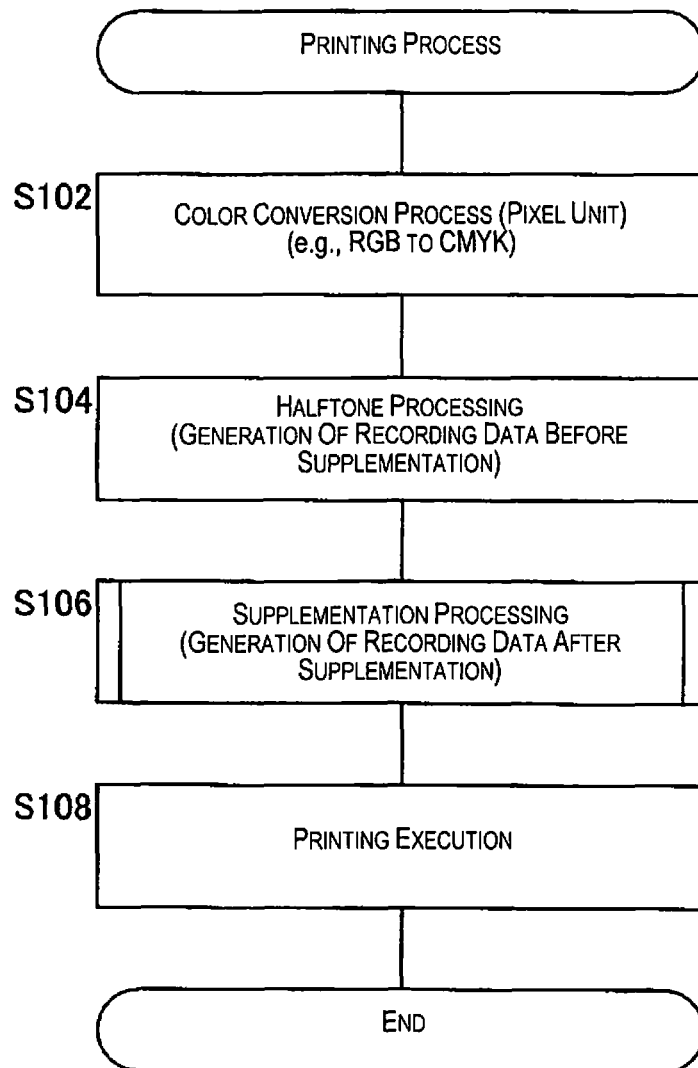 PRINTING PROCESS
S102
COLOR CONVERSION PROCESS (PIXEL UNIT)
(e.g., RGB TO CMYK)
S104
HALFTONE PROCESSING
(GENERATION OF RECORDING DATA BEFORE
SUPPLEMENTATION)
S106
SUPPLEMENTATION PROCESSING
(GENERATION OF RECORDING DATA AFTER
SUPPLEMENTATION)
S108
PRINTING EXECUTION
END